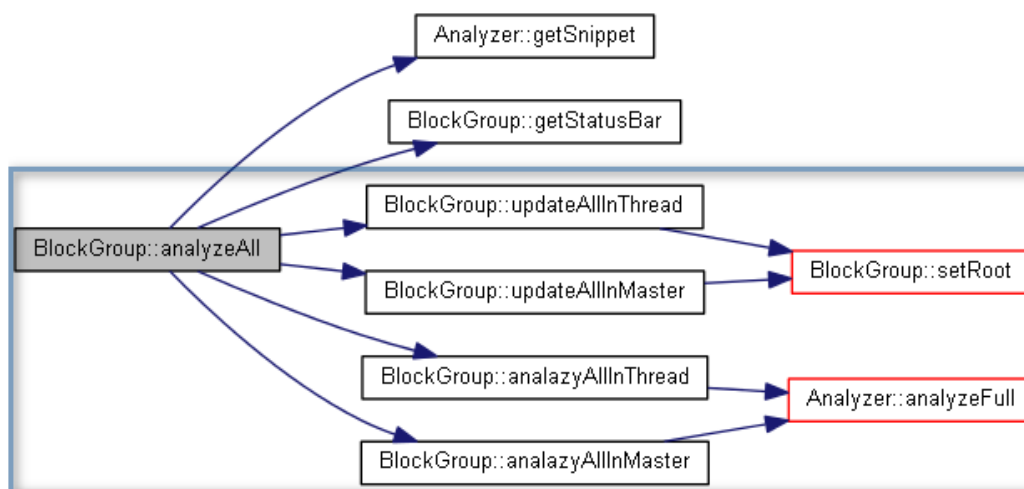 Analyzer::getSnippet
BlockGroup::getStatusBar
BlockGroup::updateAllInThread
BlockGroup::analyzeAll
BlockGroup::setRoot
BlockGroup::updateAllInMaster
BlockGroup::analazyAllInThread
Analyzer::analyzeFull
BlockGroup::analazyAllInMaster